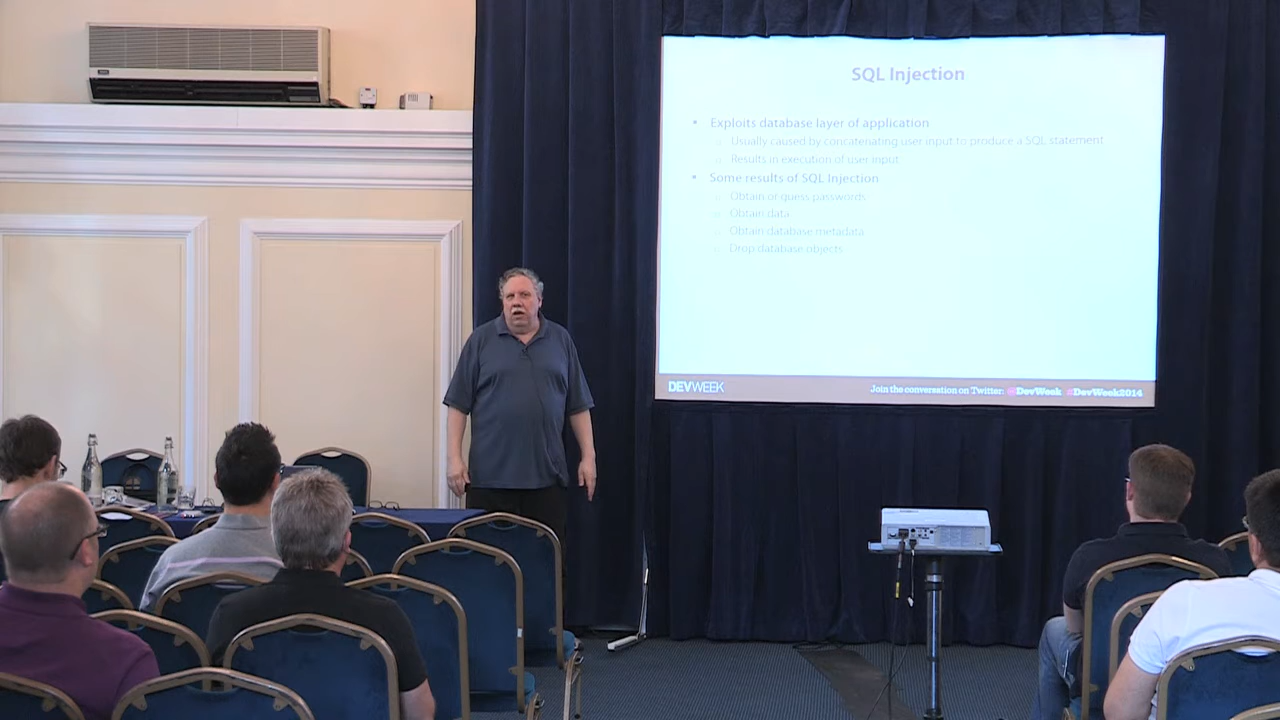 SQL Injection
Exploits database layer of application
Usually caused by concatenating user input to produce a SQL statement
Results in execution of user input
Some results of SQL Injection
Obtain or guess passwords
Obtain data
Obtain database metadata
Drop database objects
DEVWEEK
Join the conversation on Twitter: @DevWeek #DevWeek2014